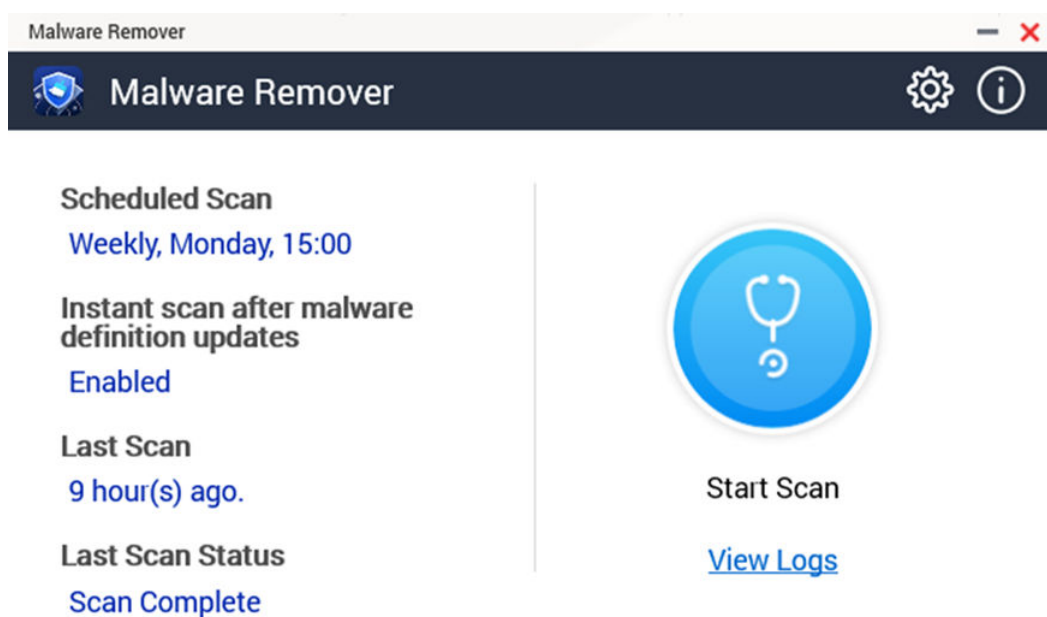 Malware Remover
Malware Remover
Scheduled Scan
Weekly, Monday, 15:00
Instant scan after malware
definition updates
Enabled
Last Scan
9 hour(s) ago.
Last Scan Status
Scan Complete
Start Scan
View Logs